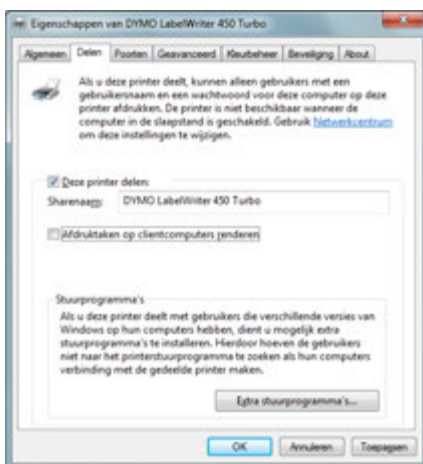 Eigenschappen van DYMO LabelWriter 450 Turbo
Algemeen Delen Poorten Geavanceerd Kleurbeheer Beveiliging About
Als u deze printer deelt, kunnen alleen gebruikers met een
gebruikersnaam en een wachtwoord voor deze computer op deze
printer afdrukken. De printer is niet beschikbaar wanneer de
computer in de slaapstand is geschakeld. Gebruik Netwerkcentrum
om deze instellingen te wijzigen.
Deze printer delen:
Sharenaam: DYMO LabelWriter 450 Turbo
Afdruktaken op clientcomputers renderen
Stuurprogramma's
Als u deze printer deelt met gebruikers die verschillende versies van
Windows op hun computers hebben, dient u mogelijk extra
stuurprogramma's te installeren. Hierdoor hoeven de gebruikers
niet naar het printerstuurprogramma te zoeken als hun computers
verbinding met de gedeelde printer maken.
Extra stuurprogramma's...
OK Annuleren Toepassen